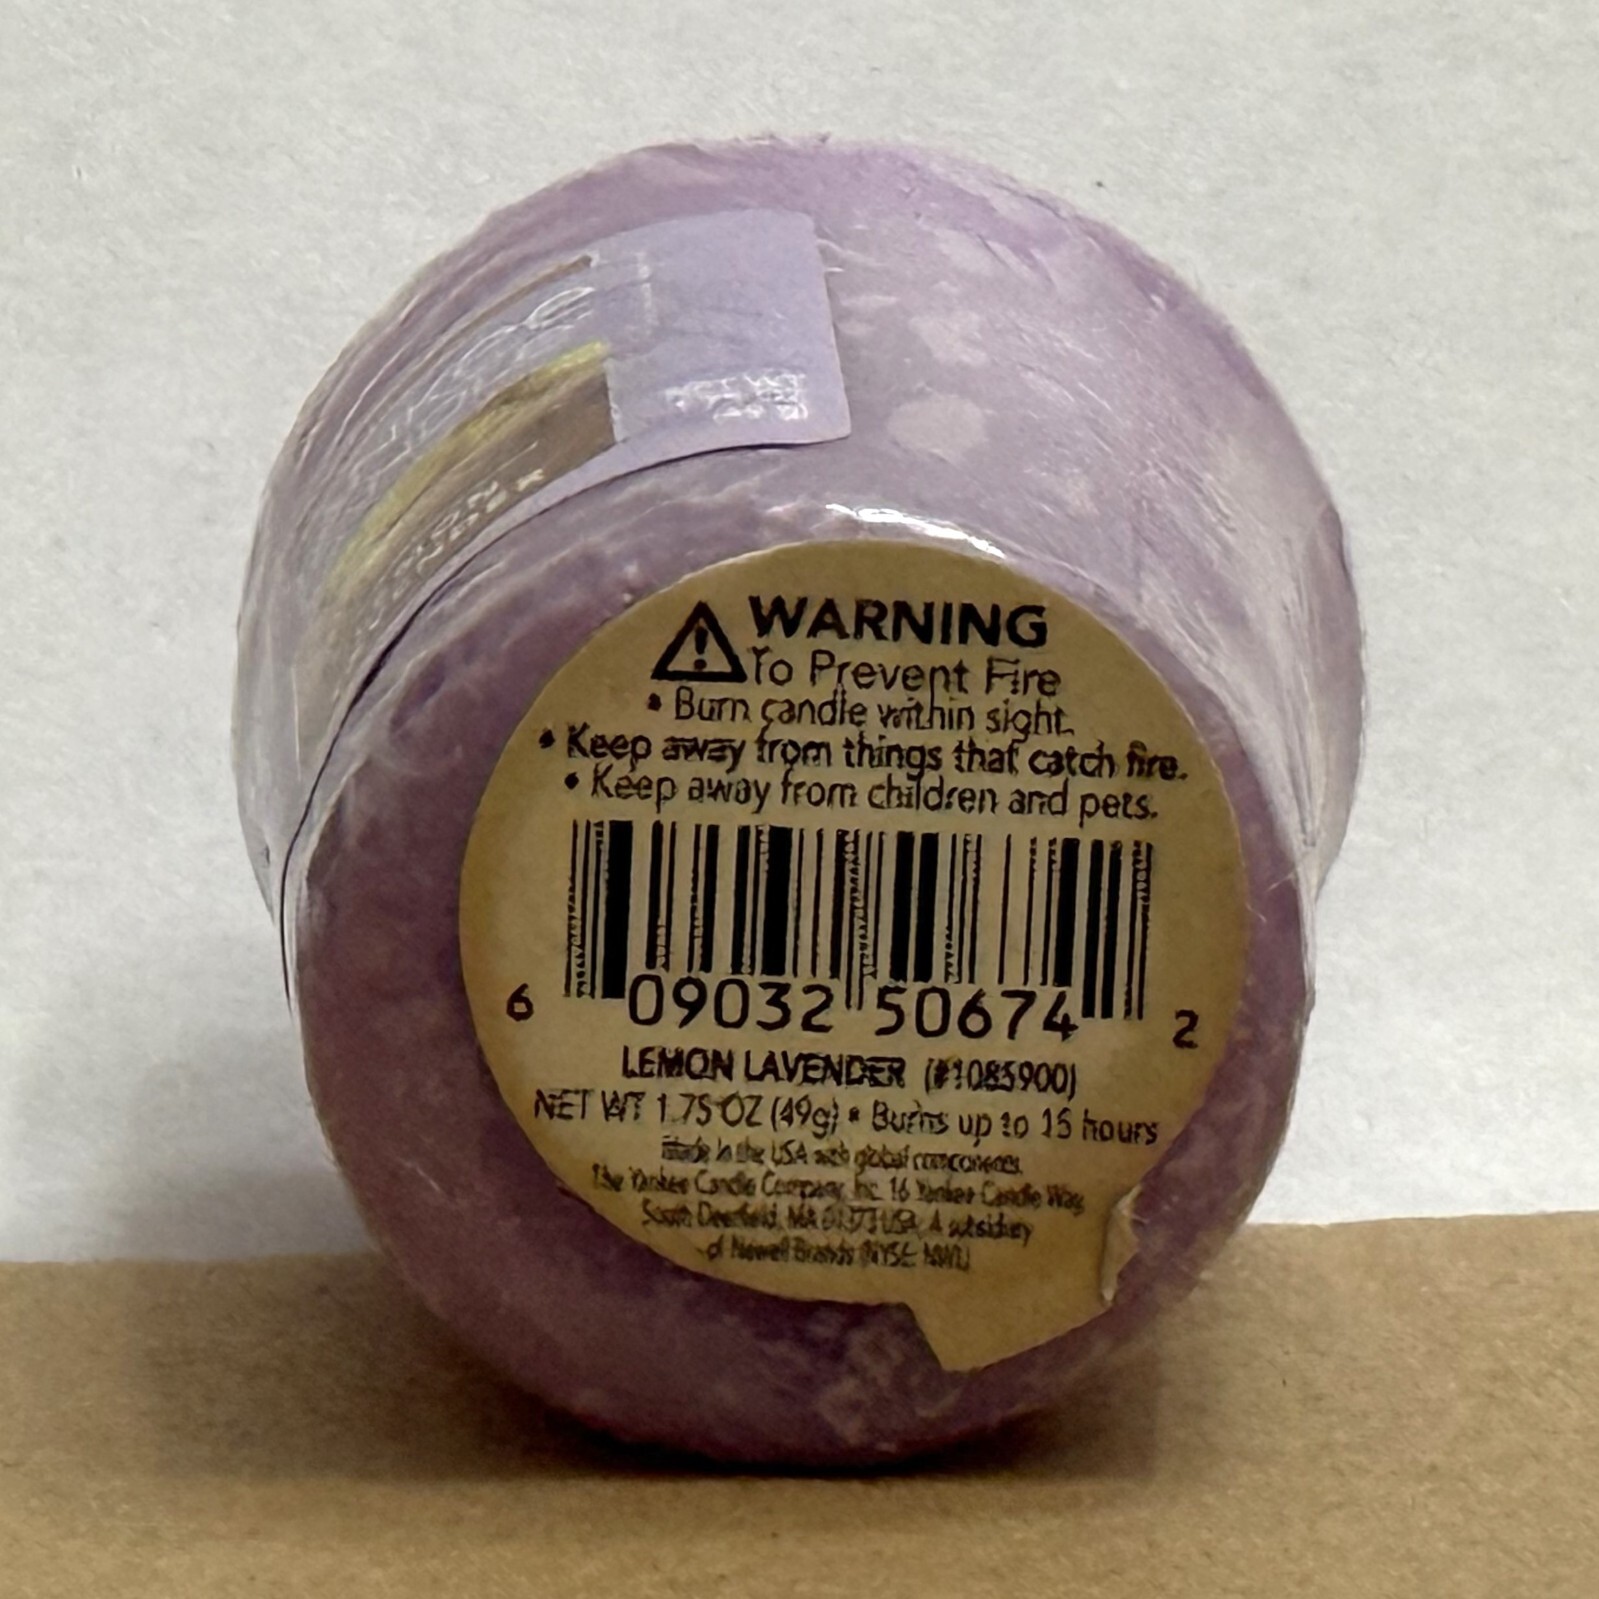 WARNING
To Prevent Fire
• Burn candle within sight.
• Keep away from things that catch fire.
• Keep away from children and pets.
6 09032 50674 2
LEMON LAVENDER (#1085900)
NET WT 1.75 OZ (49g) • Burns up to 15 hours
Made in the USA with global components.
The Yankee Candle Company, Inc. 16 Yankee Candle Way,
South Deerfield, MA 01373 USA, A subsidiary
of Newell Brands (NYSE: NWL)